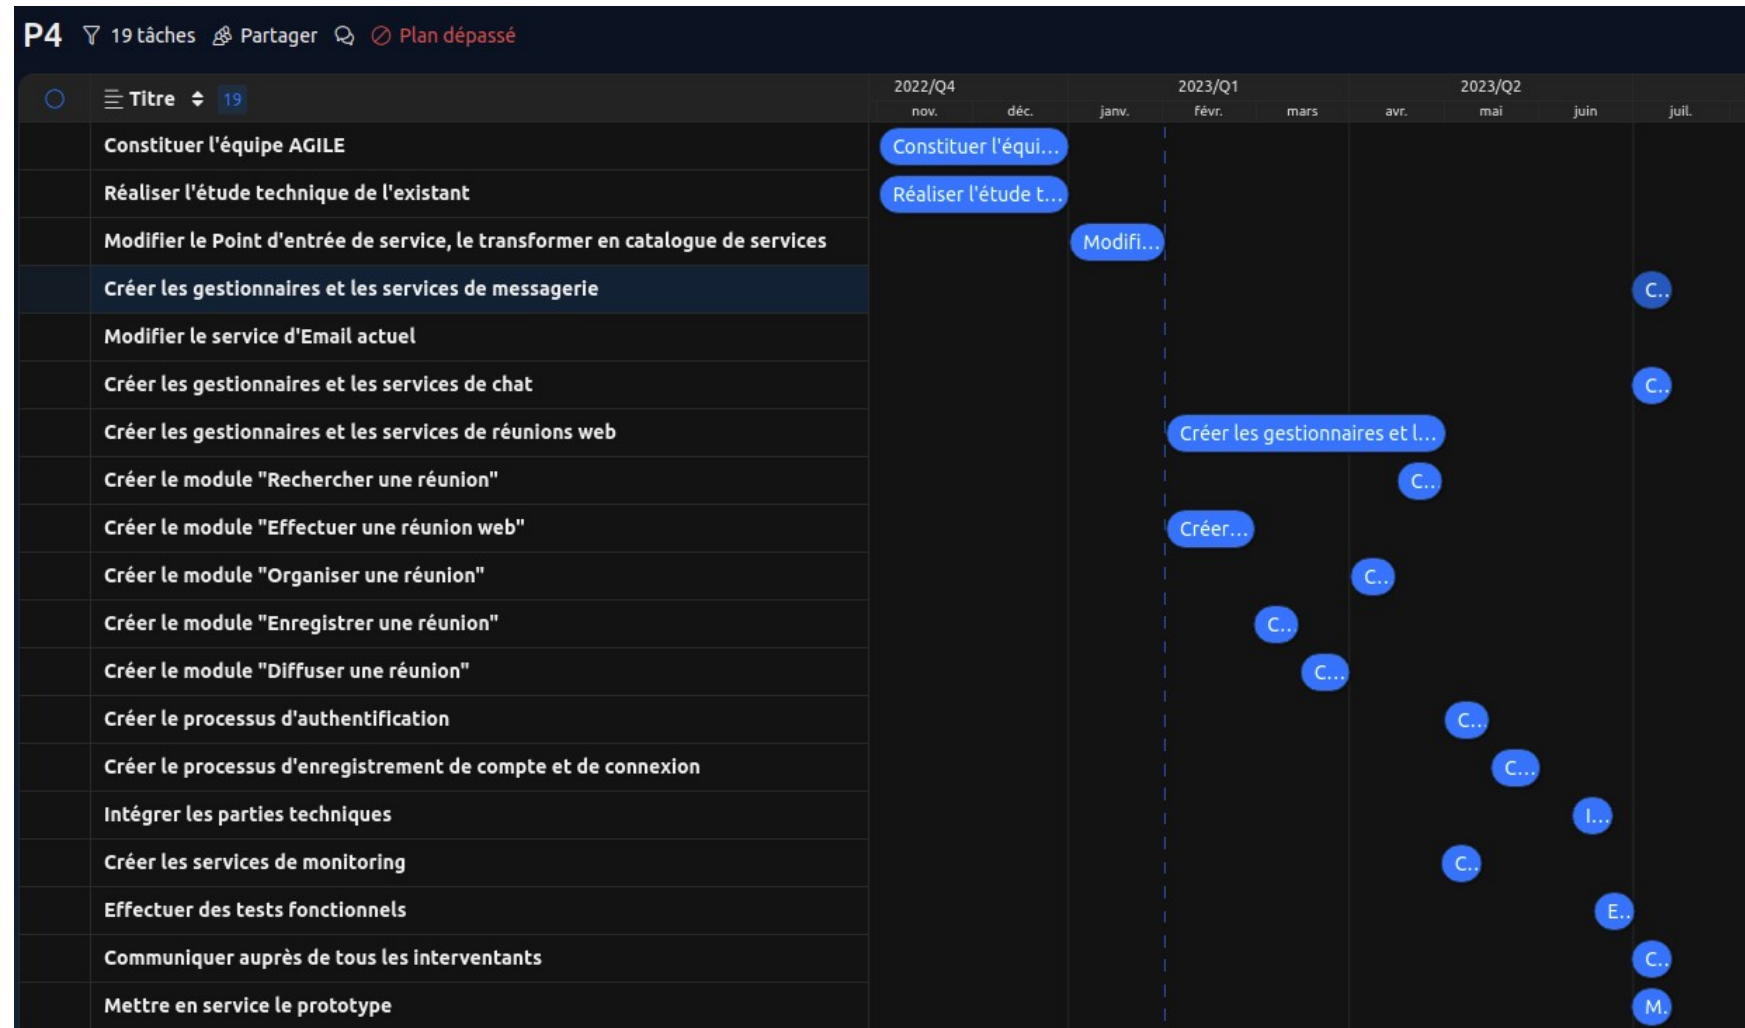 P4 19 tâches Partager Plan dépassé
Titre 19
2022/Q4 2023/Q1 2023/Q2
nov. déc. janv. févr. mars avr. mai juin juil.
Constituer l'équipe AGILE Constituer l'équi...
Réaliser l'étude technique de l'existant Réaliser l'étude t...
Modifier le Point d'entrée de service, le transformer en catalogue de services Modifi...
Créer les gestionnaires et les services de messagerie C..
Modifier le service d'Email actuel
Créer les gestionnaires et les services de chat C..
Créer les gestionnaires et les services de réunions web Créer les gestionnaires et l...
Créer le module "Rechercher une réunion" C...
Créer le module "Effectuer une réunion web" Créer...
Créer le module "Organiser une réunion" C...
Créer le module "Enregistrer une réunion" C...
Créer le module "Diffuser une réunion" C...
Créer le processus d'authentification C...
Créer le processus d'enregistrement de compte et de connexion C...
Intégrer les parties techniques I...
Créer les services de monitoring C..
Effectuer des tests fonctionnels E..
Communiquer auprès de tous les intervenants C..
Mettre en service le prototype M.